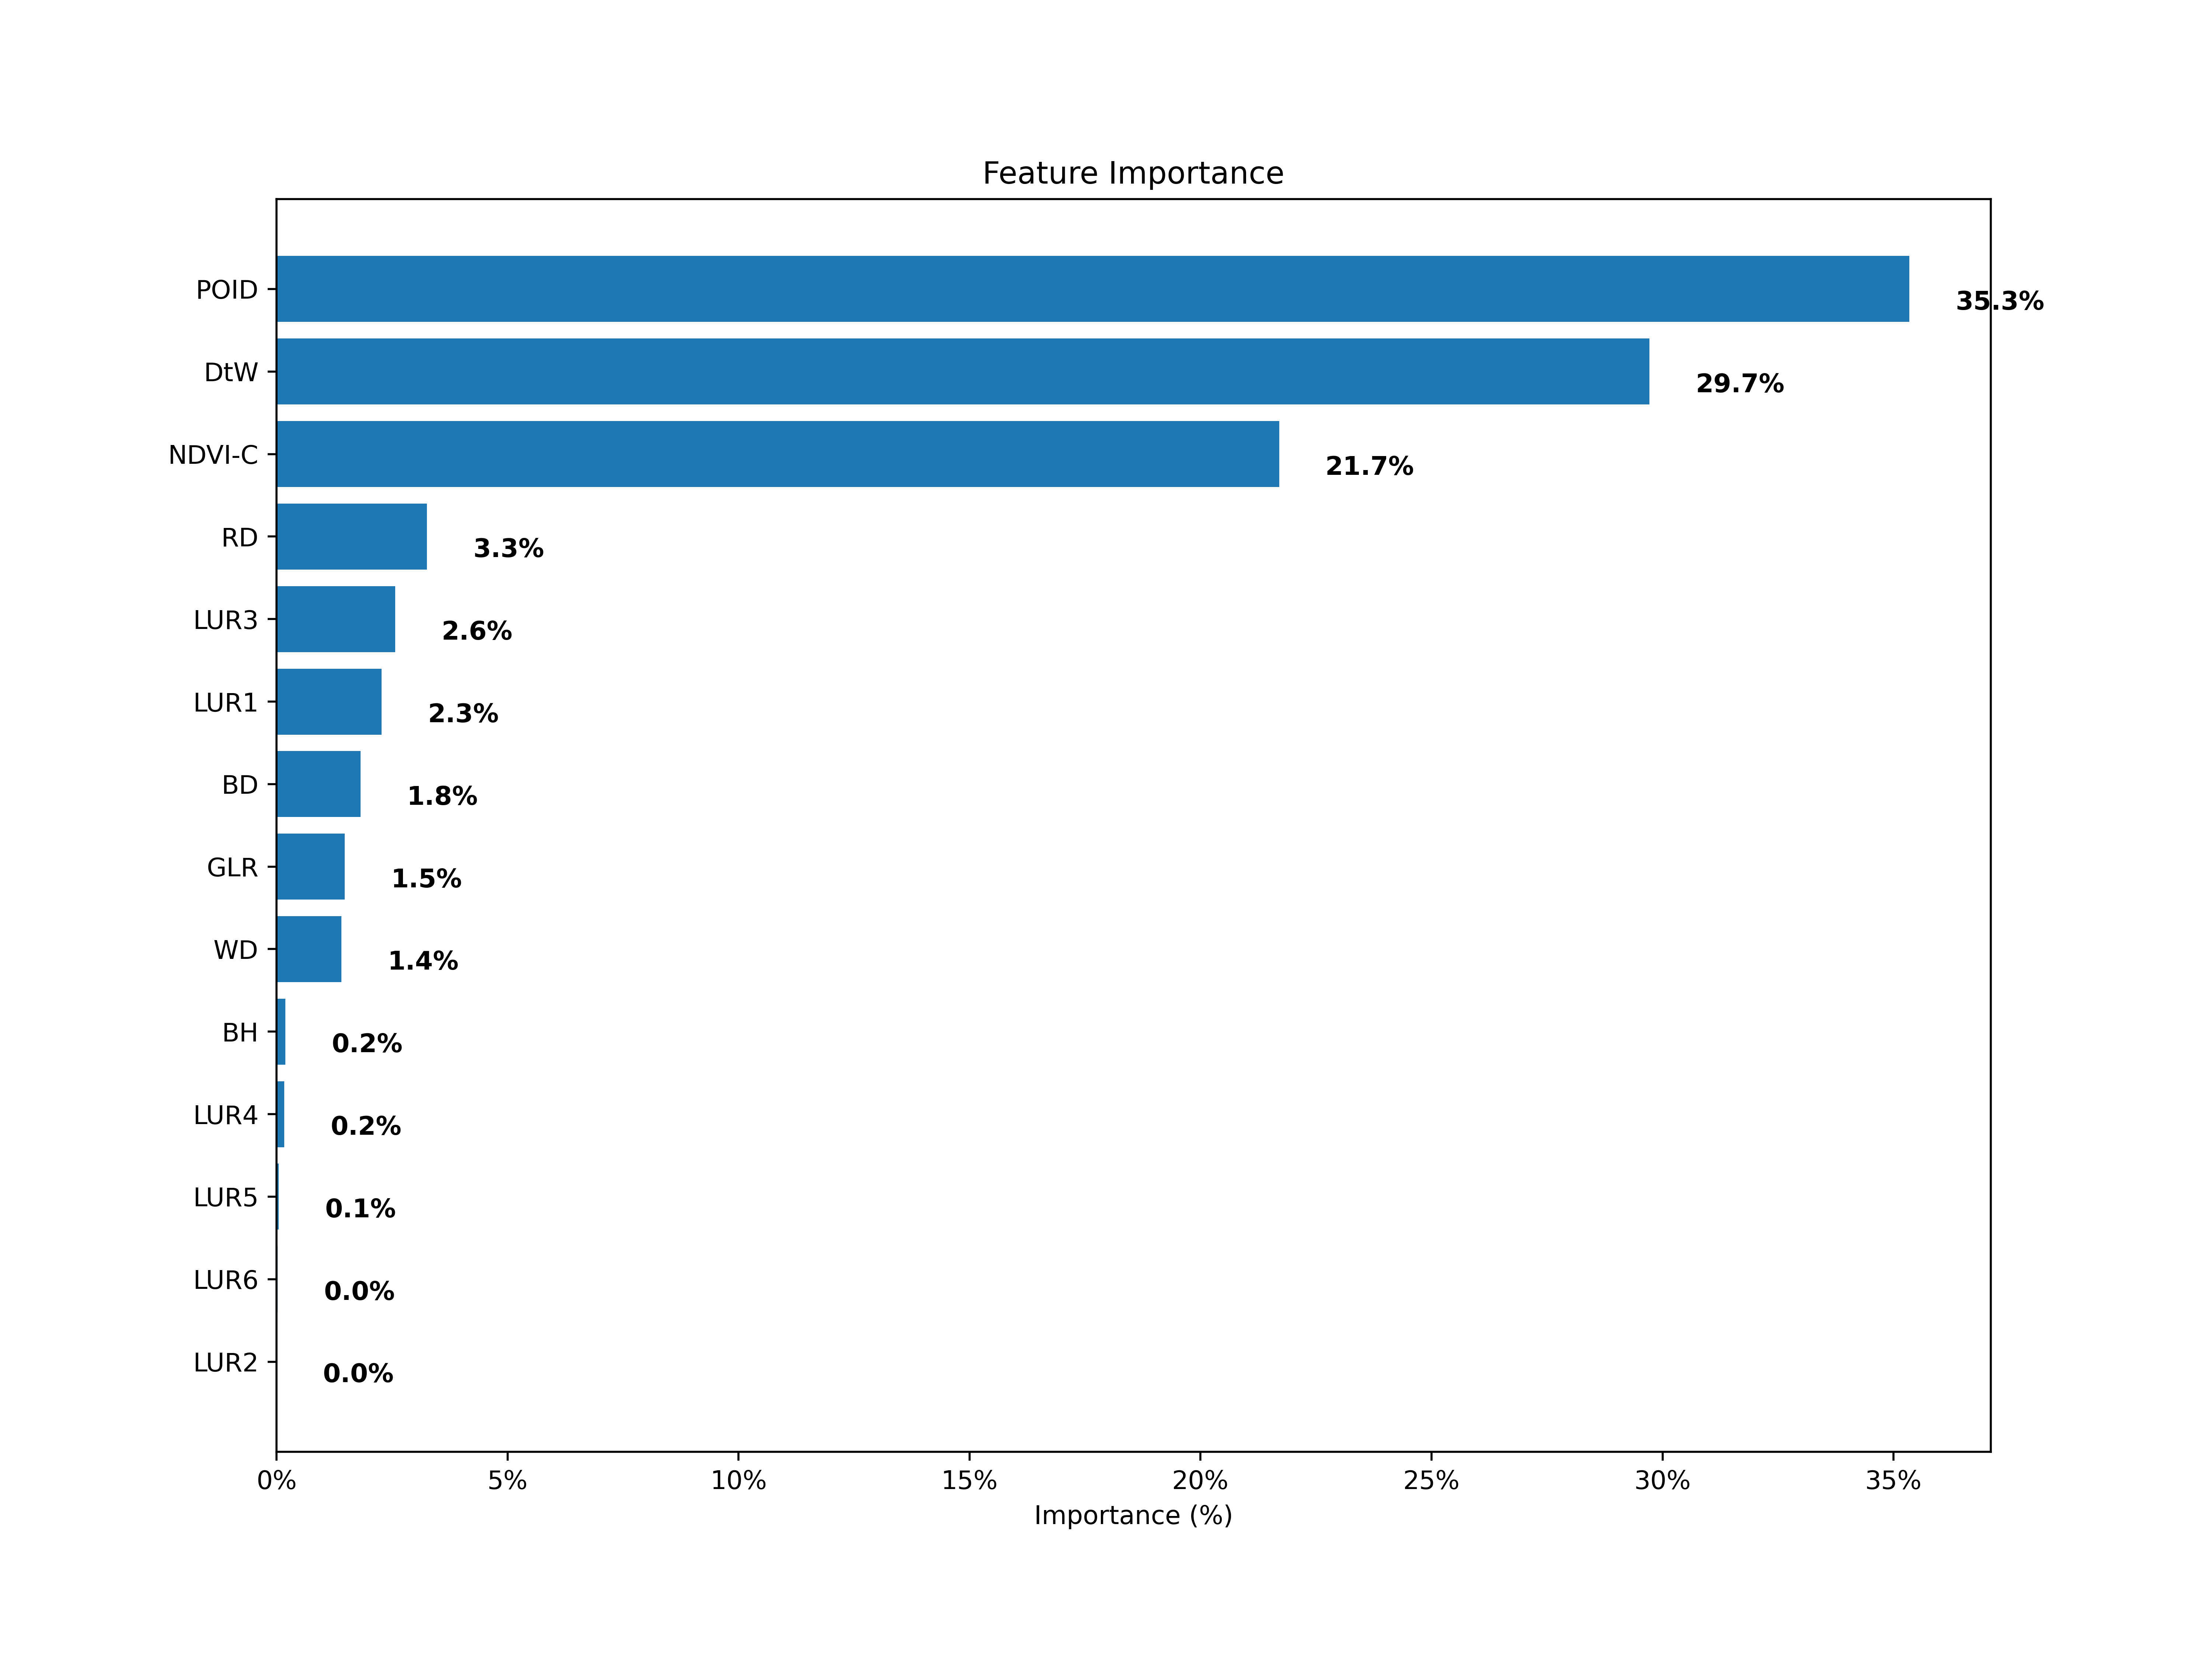 Feature Importance
POID 35.3%
DtW 29.7%
NDVI-C 21.7%
RD 3.3%
LUR3 2.6%
LUR1 2.3%
BD 1.8%
GLR 1.5%
WD 1.4%
BH 0.2%
LUR4 0.2%
LUR5 0.1%
LUR6 0.0%
LUR2 0.0%
0% 5% 10% 15% 20% 25% 30% 35%
Importance (%)